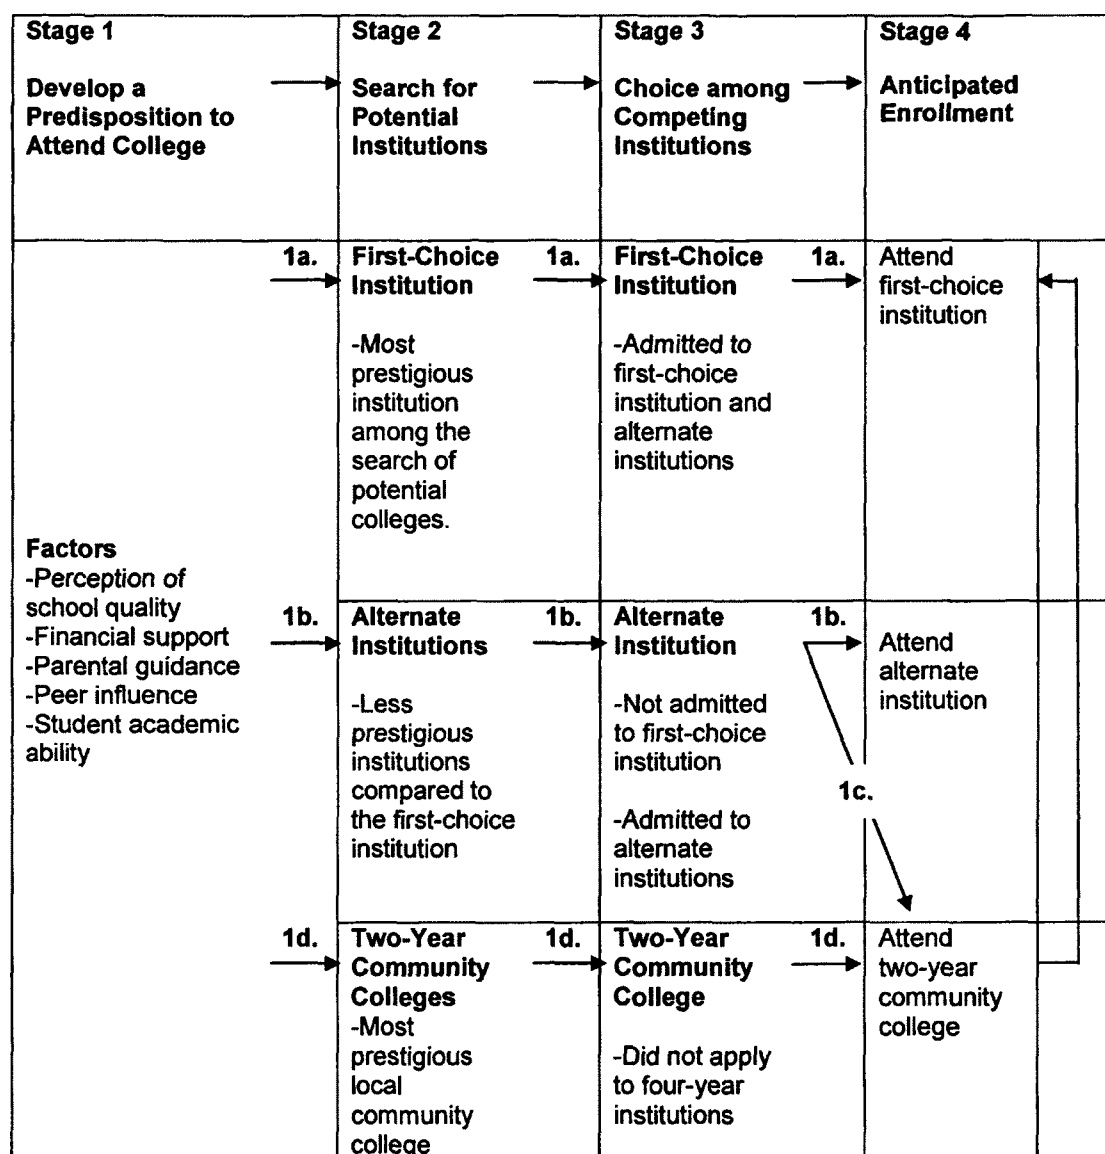 Stage 1
Develop a
Predisposition to
Attend College
Stage 2
Search for
Potential
Institutions
Stage 3
Choice among
Competing
Institutions
Stage 4
Anticipated
Enrollment
Factors
-Perception of
school quality
-Financial support
-Parental guidance
-Peer influence
-Student academic
ability
1a.
First-Choice
Institution
-Most
prestigious
institution
among the
search of
potential
colleges.
1a.
First-Choice
Institution
-Admitted to
first-choice
institution and
alternate
institutions
1a.
Attend
first-choice
institution
1b.
Alternate
Institutions
-Less
prestigious
institutions
compared to
the first-choice
institution
1b.
Alternate
Institution
-Not admitted
to first-choice
institution
-Admitted to
alternate
institutions
1b.
Attend
alternate
institution
1c.
1d.
Two-Year
Community
Colleges
-Most
prestigious
local
community
college
1d.
Two-Year
Community
College
-Did not apply
to four-year
institutions
1d.
Attend
two-year
community
college